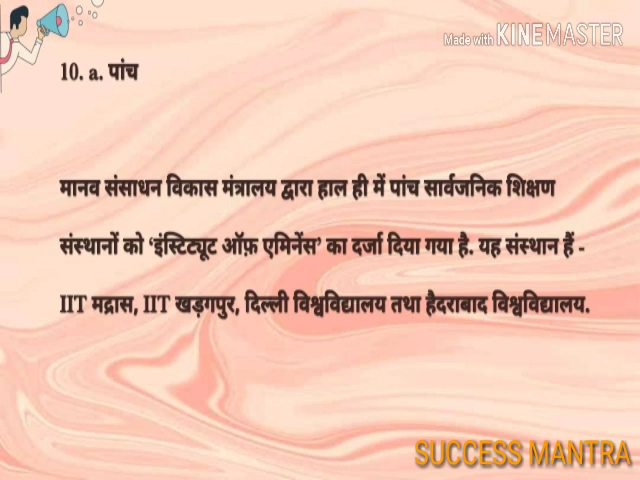 Made with KINEMASTER
10. a. पांच
मानव संसाधन विकास मंत्रालय द्वारा हाल ही में पांच सार्वजनिक शिक्षण
संस्थानों को ‘इंस्टिट्यूट ऑफ़ एमिनेंस’ का दर्जा दिया गया है. यह संस्थान हैं -
IIT मद्रास, IIT खड़गपुर, दिल्ली विश्वविद्यालय तथा हैदराबाद विश्वविद्यालय.
SUCCESS MANTRA